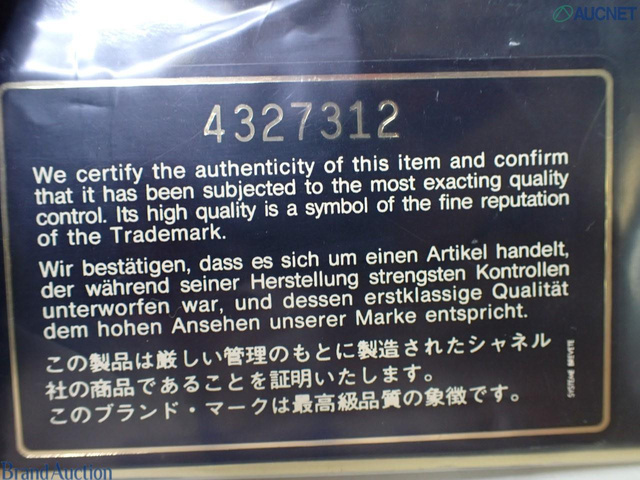 AUCNET
4327312
We certify the authenticity of this item and confirm
that it has been subjected to the most exacting quality
control. Its high quality is a symbol of the fine reputation
of the Trademark.
Wir bestätigen, dass es sich um einen Artikel handelt,
der während seiner Herstellung strengsten Kontrollen
unterworfen war, und dessen erstklassige Qualität
dem hohen Ansehen unserer Marke entspricht.
この製品は厳しい管理のもとに製造されたシャネル
社の商品であることを証明いたします。
このブランド・マークは最高級品質の象徴です。
SYSTEME BREVETE
BrandAuction